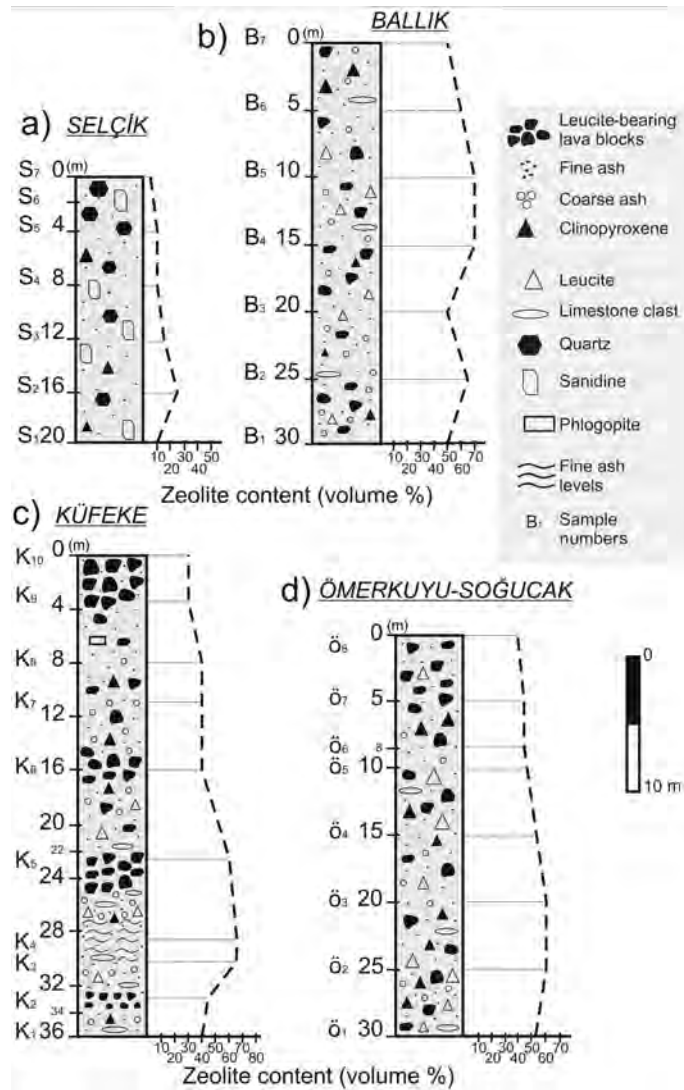 a) SELÇİK
S₇ 0 (m)
S₆
S₅ 4
S₄ 8
S₃ 12
S₂ 16
S₁ 20
10 20 30 40 50
b) BALLIK
B₇ 0 (m)
B₆ 5
B₅ 10
B₄ 15
B₃ 20
B₂ 25
B₁ 30
10 20 30 40 50 60 70
Zeolite content (volume %)
Leucite-bearing
lava blocks
Fine ash
Coarse ash
Clinopyroxene
Leucite
Limestone clast
Quartz
Sanidine
Phlogopite
Fine ash
levels
Sample
numbers
c) KÜFEKE
K₁₀ 0 (m)
K₉ 4
8
K₇
12
16
20
K₅ 22
24
K₄ 28
32
K₂
34
K₁ 36
10 20 30 40 50 60 70 80
Zeolite content (volume %)
d) ÖMERKUYU-SOĞUCAK
0 (m)
Ö₇ 5
Ö₆ 8
Ö₅ 10
Ö₄ 15
Ö₃ 20
Ö₂ 25
Ö₁ 30
10 20 30 40 50 60 70
0
10 m